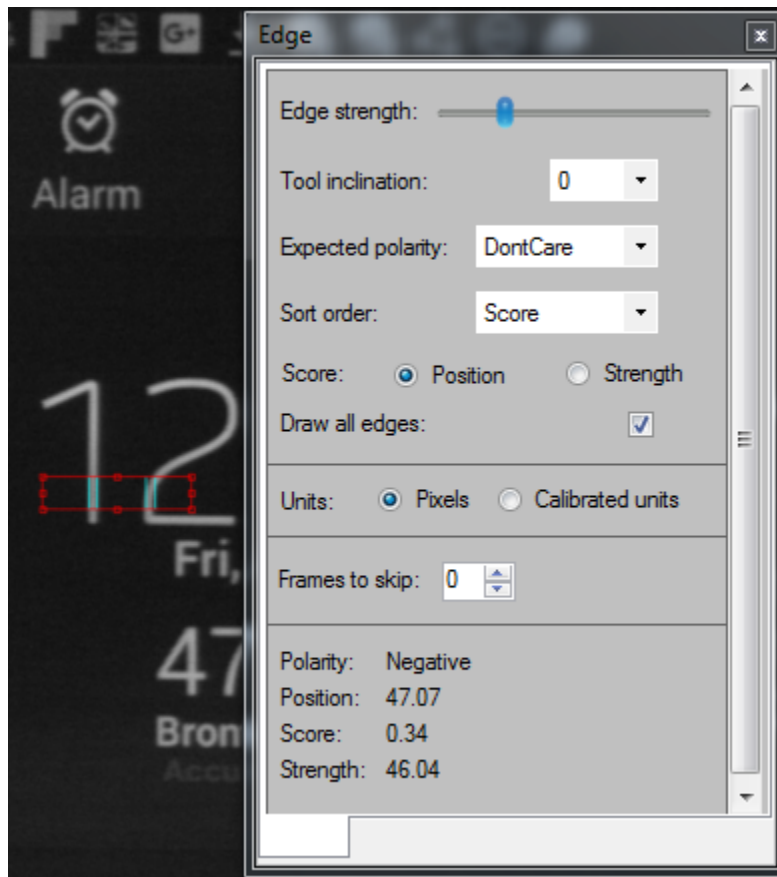 G+
Edge
x
Alarm
Edge strength:
Tool inclination: 0
Expected polarity: DontCare
Sort order: Score
Score: Position Strength
Draw all edges:
12
Units: Pixels Calibrated units
Fri,
Frames to skip: 0
47
Polarity: Negative
Position: 47.07
Score: 0.34
Strength: 46.04
Brom
Accu